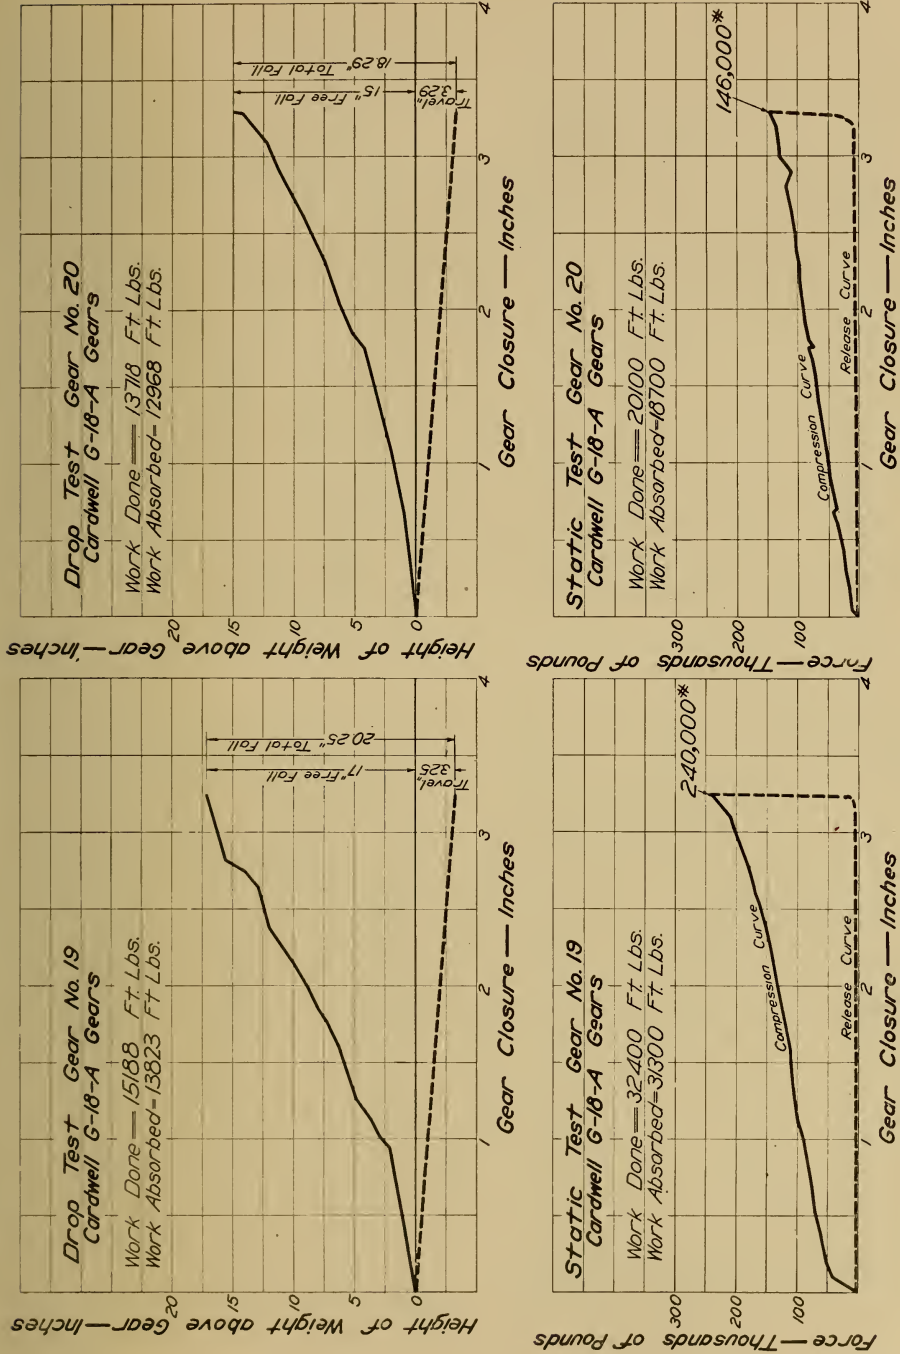 Drop Test Gear No. 19
Cardwell G-18-A Gears
Work Done = 15188 Ft. Lbs.
Work Absorbed = 13823 Ft Lbs.
Height of Weight above Gear—Inches
20
15
10
5
0
17" Free Fall
20.25" Total Fall
Travel
3.25"
1
2
3
4
Gear Closure — Inches
Drop Test Gear No. 20
Cardwell G-18-A Gears
Work Done = 13718 Ft Lbs.
Work Absorbed = 12968 Ft. Lbs.
Height of Weight above Gear—Inches
20
15
10
5
0
15" Free Fall
18.29" Total Fall
Travel
3.29"
1
2
3
4
Gear Closure — Inches
Static Test Gear No. 19
Cardwell G-18-A Gears
Work Done = 32400 Ft. Lbs.
Work Absorbed = 31300 Ft. Lbs.
Force — Thousands of Pounds
300
200
100
240,000#
Compression Curve
Release Curve
1
2
3
4
Gear Closure — Inches
Static Test Gear No. 20
Cardwell G-18-A Gears
Work Done = 20100 Ft. Lbs.
Work Absorbed = 18700 Ft. Lbs.
Force — Thousands of Pounds
300
200
100
146,000#
Compression Curve
Release Curve
1
2
3
4
Gear Closure — Inches